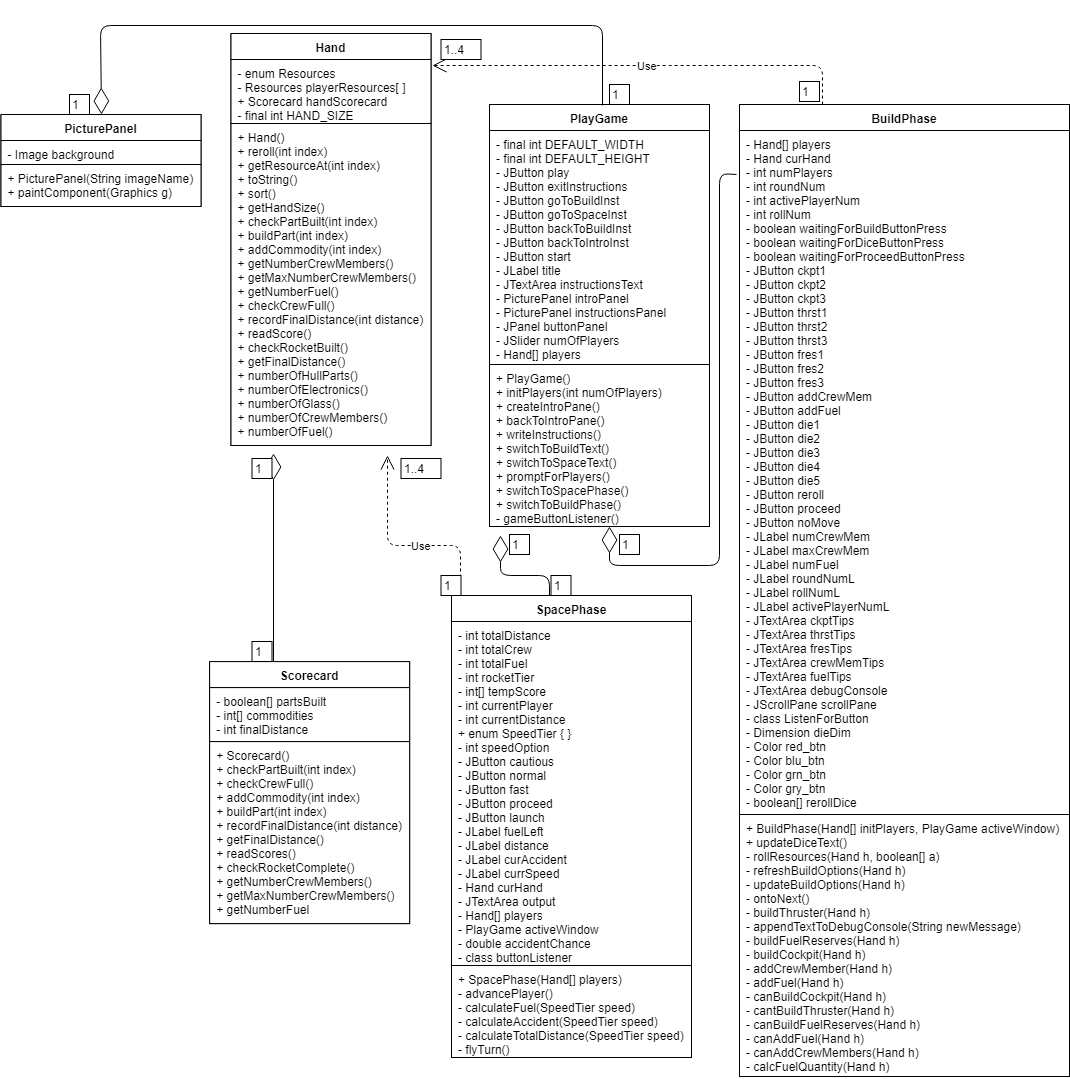 1
PicturePanel
- Image background
+ PicturePanel(String imageName)
+ paintComponent(Graphics g)
Hand
- enum Resources
- Resources playerResources[ ]
+ Scorecard handScorecard
- final int HAND_SIZE
+ Hand()
+ reroll(int index)
+ getResourceAt(int index)
+ toString()
+ sort()
+ getHandSize()
+ checkPartBuilt(int index)
+ buildPart(int index)
+ addCommodity(int index)
+ getNumberCrewMembers()
+ getMaxNumberCrewMembers()
+ getNumberFuel()
+ checkCrewFull()
+ recordFinalDistance(int distance)
+ readScore()
+ checkRocketBuilt()
+ getFinalDistance()
+ numberOfHullParts()
+ numberOfElectronics()
+ numberOfGlass()
+ numberOfCrewMembers()
+ numberOfFuel()
1..4
Use
1
1
PlayGame
- final int DEFAULT_WIDTH
- final int DEFAULT_HEIGHT
- JButton play
- JButton exitInstructions
- JButton goToBuildInst
- JButton goToSpaceInst
- JButton backToBuildInst
- JButton backToIntroInst
- JButton start
- JLabel title
- JTextArea instructionsText
- PicturePanel introPanel
- PicturePanel instructionsPanel
- JPanel buttonPanel
- JSlider numOfPlayers
- Hand[] players
+ PlayGame()
+ initPlayers(int numOfPlayers)
+ createIntroPane()
+ backToIntroPane()
+ writeInstructions()
+ switchToBuildText()
+ switchToSpaceText()
+ promptForPlayers()
+ switchToSpacePhase()
+ switchToBuildPhase()
- gameButtonListener()
BuildPhase
- Hand[] players
- Hand curHand
- int numPlayers
- int roundNum
- int activePlayerNum
- int rollNum
- boolean waitingForBuildButtonPress
- boolean waitingForDiceButtonPress
- boolean waitingForProceedButtonPress
- JButton ckpt1
- JButton ckpt2
- JButton ckpt3
- JButton thrst1
- JButton thrst2
- JButton thrst3
- JButton fres1
- JButton fres2
- JButton fres3
- JButton addCrewMem
- JButton addFuel
- JButton die1
- JButton die2
- JButton die3
- JButton die4
- JButton die5
- JButton reroll
- JButton proceed
- JButton noMove
- JLabel numCrewMem
- JLabel maxCrewMem
- JLabel numFuel
- JLabel roundNumL
- JLabel rollNumL
- JLabel activePlayerNumL
- JTextArea ckptTips
- JTextArea thrstTips
- JTextArea fresTips
- JTextArea crewMemTips
- JTextArea fuelTips
- JTextArea debugConsole
- JScrollPane scrollPane
- class ListenForButton
- Dimension dieDim
- Color red_btn
- Color blu_btn
- Color grn_btn
- Color gry_btn
- boolean[] rerollDice
+ BuildPhase(Hand[] initPlayers, PlayGame activeWindow)
+ updateDiceText()
- rollResources(Hand h, boolean[] a)
- refreshBuildOptions(Hand h)
- updateBuildOptions(Hand h)
- ontoNext()
- buildThruster(Hand h)
- appendTextToDebugConsole(String newMessage)
- buildFuelReserves(Hand h)
- buildCockpit(Hand h)
- addCrewMember(Hand h)
- addFuel(Hand h)
- canBuildCockpit(Hand h)
- cantBuildThruster(Hand h)
- canBuildFuelReserves(Hand h)
- canAddFuel(Hand h)
- canAddCrewMembers(Hand h)
- calcFuelQuantity(Hand h)
1
1..4
Use
1
1
1
1
1
Scorecard
- boolean[] partsBuilt
- int[] commodities
- int finalDistance
+ Scorecard()
+ checkPartBuilt(int index)
+ checkCrewFull()
+ addCommodity(int index)
+ buildPart(int index)
+ recordFinalDistance(int distance)
+ getFinalDistance()
+ readScores()
+ checkRocketComplete()
+ getNumberCrewMembers()
+ getMaxNumberCrewMembers()
+ getNumberFuel
SpacePhase
- int totalDistance
- int totalCrew
- int totalFuel
- int rocketTier
- int[] tempScore
- int currentPlayer
- int currentDistance
+ enum SpeedTier { }
- int speedOption
- JButton cautious
- JButton normal
- JButton fast
- JButton proceed
- JButton launch
- JLabel fuelLeft
- JLabel distance
- JLabel curAccident
- JLabel currSpeed
- Hand curHand
- JTextArea output
- Hand[] players
- PlayGame activeWindow
- double accidentChance
- class buttonListener
+ SpacePhase(Hand[] players)
- advancePlayer()
- calculateFuel(SpeedTier speed)
- calculateAccident(SpeedTier speed)
- calculateTotalDistance(SpeedTier speed)
- flyTurn()